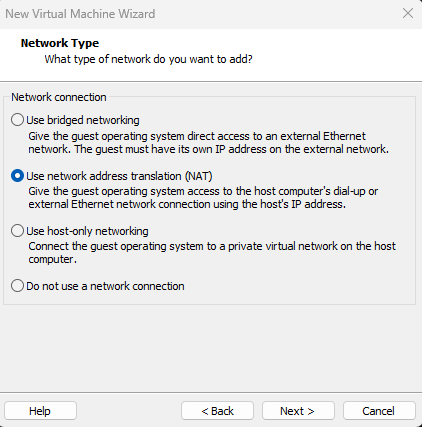 New Virtual Machine Wizard
Network Type
What type of network do you want to add?
Network connection
Use bridged networking
Give the guest operating system direct access to an external Ethernet
network. The guest must have its own IP address on the external network.
Use network address translation (NAT)
Give the guest operating system access to the host computer's dial-up or
external Ethernet network connection using the host's IP address.
Use host-only networking
Connect the guest operating system to a private virtual network on the host
computer.
Do not use a network connection
Help
< Back
Next >
Cancel